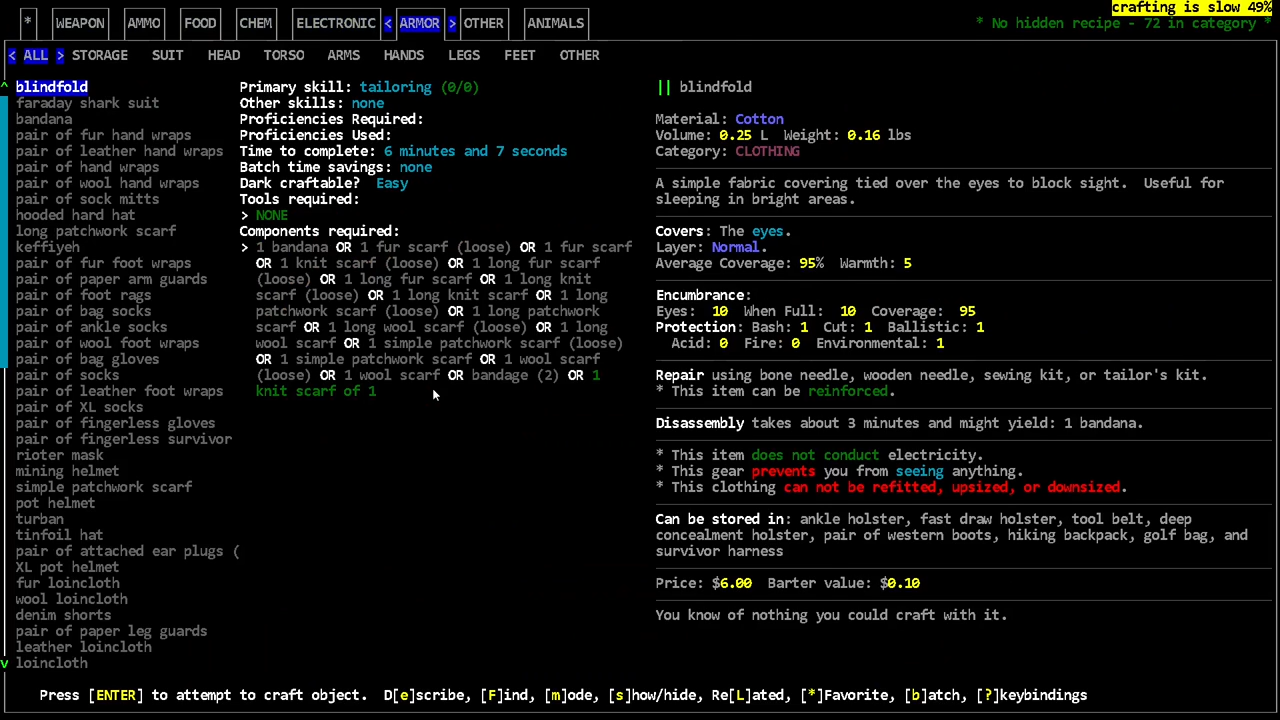 crafting is slow 49%
* WEAPON AMMO FOOD CHEM ELECTRONIC < ARMOR > OTHER ANIMALS
* No hidden recipe - 72 in category *
< ALL > STORAGE SUIT HEAD TORSO ARMS HANDS LEGS FEET OTHER
^ blindfold
faraday shark suit
bandana
pair of fur hand wraps
pair of leather hand wraps
pair of hand wraps
pair of wool hand wraps
pair of sock mitts
hooded hard hat
long patchwork scarf
keffiyeh
pair of fur foot wraps
pair of paper arm guards
pair of foot rags
pair of bag socks
pair of ankle socks
pair of wool foot wraps
pair of bag gloves
pair of socks
pair of leather foot wraps
pair of XL socks
pair of fingerless gloves
pair of fingerless survivor
rioter mask
mining helmet
simple patchwork scarf
pot helmet
turban
tinfoil hat
pair of attached ear plugs (
XL pot helmet
fur loincloth
wool loincloth
denim shorts
pair of paper leg guards
leather loincloth
v loincloth
Primary skill: tailoring (0/0)
Other skills: none
Proficiencies Required:
Proficiencies Used:
Time to complete: 6 minutes and 7 seconds
Batch time savings: none
Dark craftable? Easy
Tools required:
> NONE
Components required:
> 1 bandana OR 1 fur scarf (loose) OR 1 fur scarf
OR 1 knit scarf (loose) OR 1 long fur scarf
(loose) OR 1 long fur scarf OR 1 long knit
scarf (loose) OR 1 long knit scarf OR 1 long
patchwork scarf (loose) OR 1 long patchwork
scarf OR 1 long wool scarf (loose) OR 1 long
wool scarf OR 1 simple patchwork scarf (loose)
OR 1 simple patchwork scarf OR 1 wool scarf
(loose) OR 1 wool scarf OR bandage (2) OR 1
knit scarf of 1
|| blindfold
Material: Cotton
Volume: 0.25 L Weight: 0.16 lbs
Category: CLOTHING
A simple fabric covering tied over the eyes to block sight. Useful for
sleeping in bright areas.
Covers: The eyes.
Layer: Normal.
Average Coverage: 95% Warmth: 5
Encumbrance:
Eyes: 10 When Full: 10 Coverage: 95
Protection: Bash: 1 Cut: 1 Ballistic: 1
Acid: 0 Fire: 0 Environmental: 1
Repair using bone needle, wooden needle, sewing kit, or tailor's kit.
* This item can be reinforced.
Disassembly takes about 3 minutes and might yield: 1 bandana.
* This item does not conduct electricity.
* This gear prevents you from seeing anything.
* This clothing can not be refitted, upsized, or downsized.
Can be stored in: ankle holster, fast draw holster, tool belt, deep
concealment holster, pair of western boots, hiking backpack, golf bag, and
survivor harness
Price: $6.00 Barter value: $0.10
You know of nothing you could craft with it.
Press [ENTER] to attempt to craft object. D[e]scribe, [F]ind, [m]ode, [s]how/hide, Re[L]ated, [*]Favorite, [b]atch, [?]keybindings